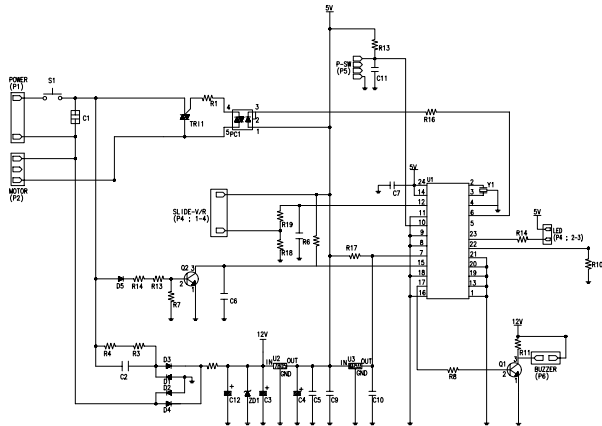 5V
R13
P-SW
(P5)
C11
POWER
(P1)
S1
C1
R1
TRI1
4
3
2
5
1
PC1
R16
MOTOR
(P2)
5V
C7
U1
24
14
12
11
10
9
8
7
15
18
17
16
2
3
4
6
5
23
22
21
20
19
13
1
Y1
5V
R14
LED
(P4 ; 2-3)
R10
SLIDE-V/R
(P4 ; 1-4)
R19
R18
R6
R17
D5
R14
R13
Q2
3
2
1
R7
C6
R4
R3
C2
D3
D1
D2
D4
12V
IN
U2
OUT
GND
IN
U3
OUT
GND
+
C12
ZD1
+
C3
+
C4
C5
C9
C10
12V
R11
Q1
3
2
1
R8
BUZZER
(P6)